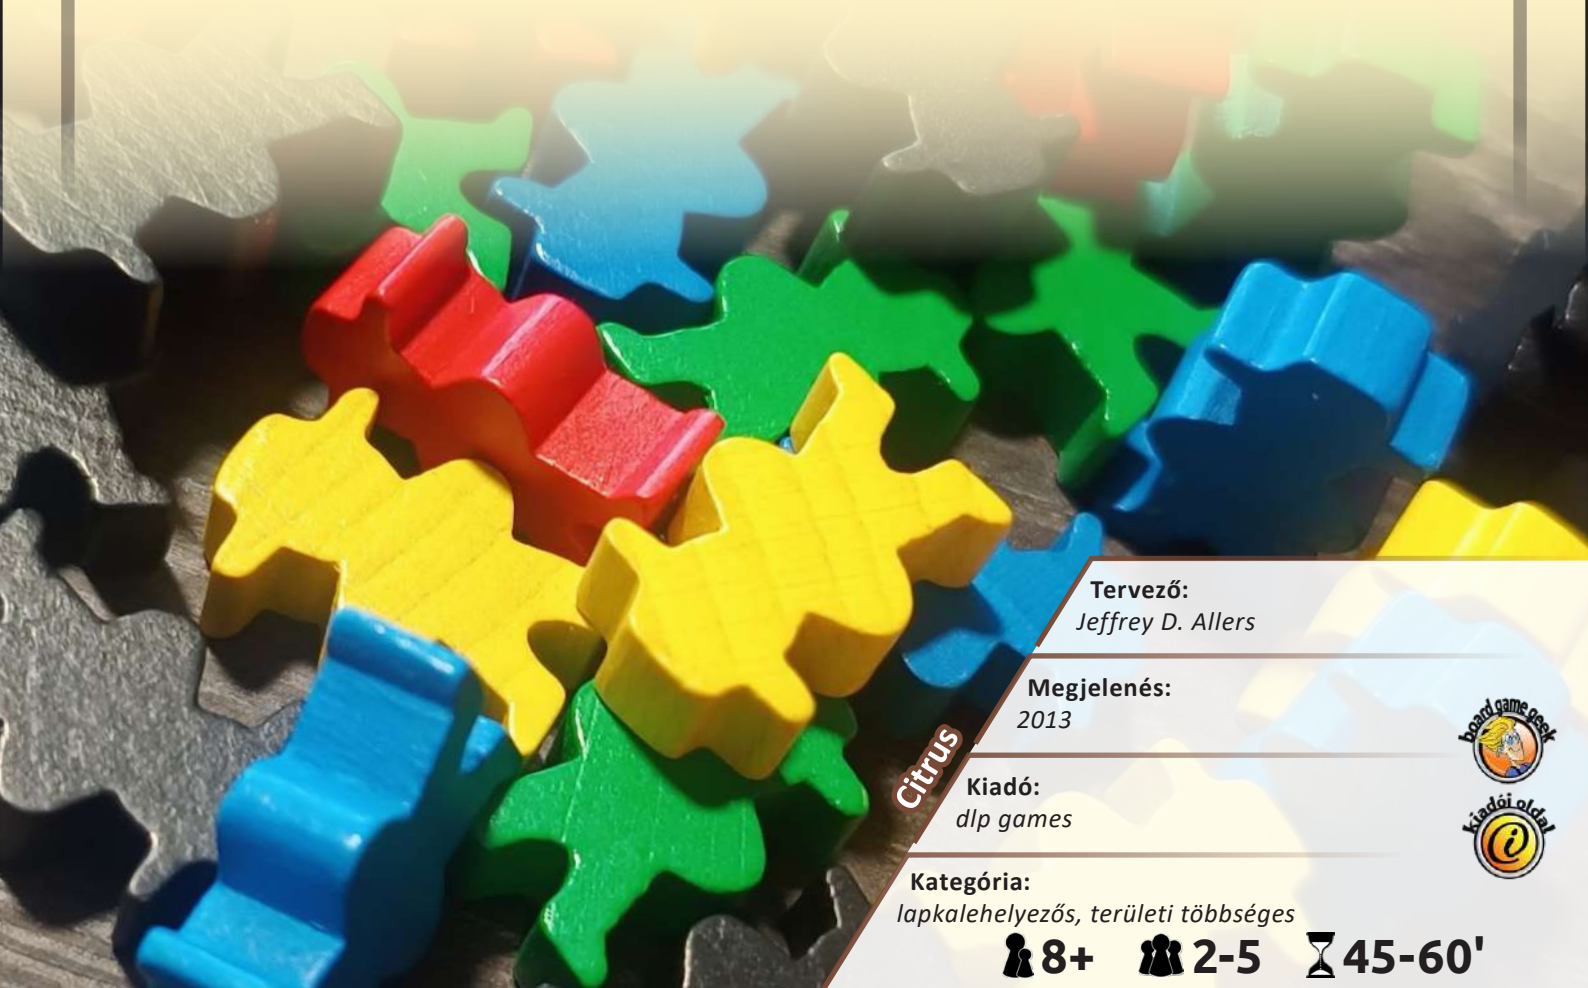 Tervező:
Jeffrey D. Allers
Megjelenés:
2013
Citrus
Kiadó:
dlp games
Kategória:
lapkalehelyezős, területi többséges
8+ 2-5 45-60'
board game geek
kiadói oldal